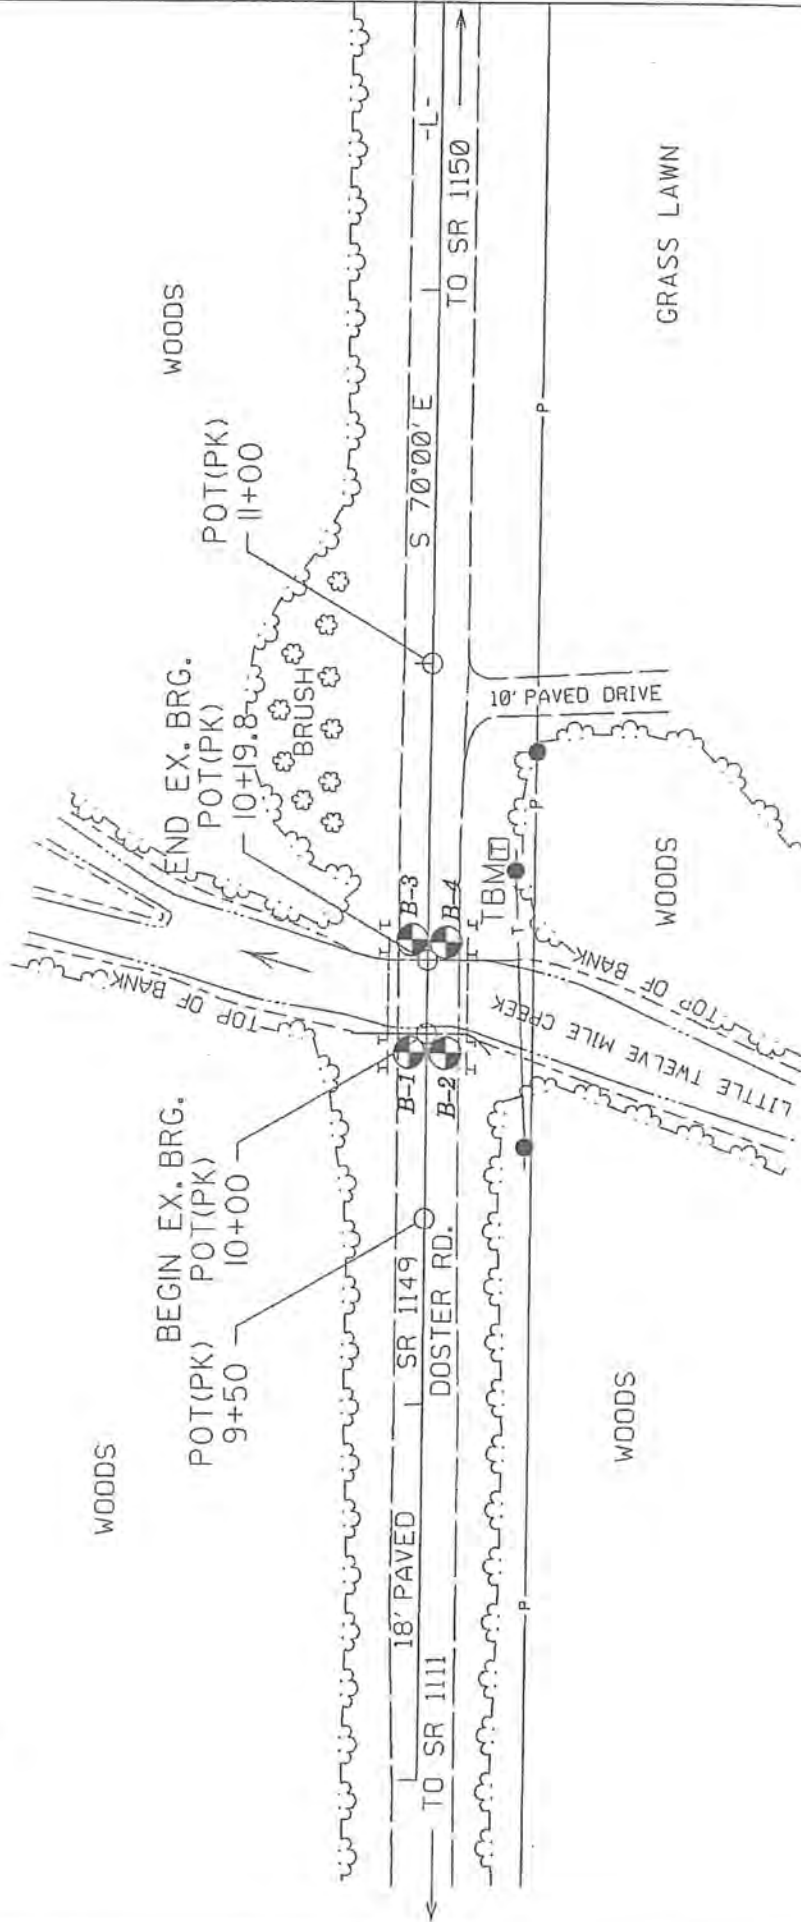 WOODS
WOODS
POT(PK)
11+00
END EX. BRG.
POT(PK)
10+19.8
BRUSH
BEGIN EX. BRG.
POT(PK) POT(PK)
9+50 10+00
TOP OF BANK
18' PAVED
SR 1149
B-1
B-3
S 70°00' E
-L-
TO SR 1111
DOSTER RD.
B-2
B-4
TO SR 1150
10' PAVED DRIVE
TBM T
T
TOP OF BANK
LITTLE TWELVE MILE CREEK
P
P
P
WOODS
WOODS
GRASS LAWN